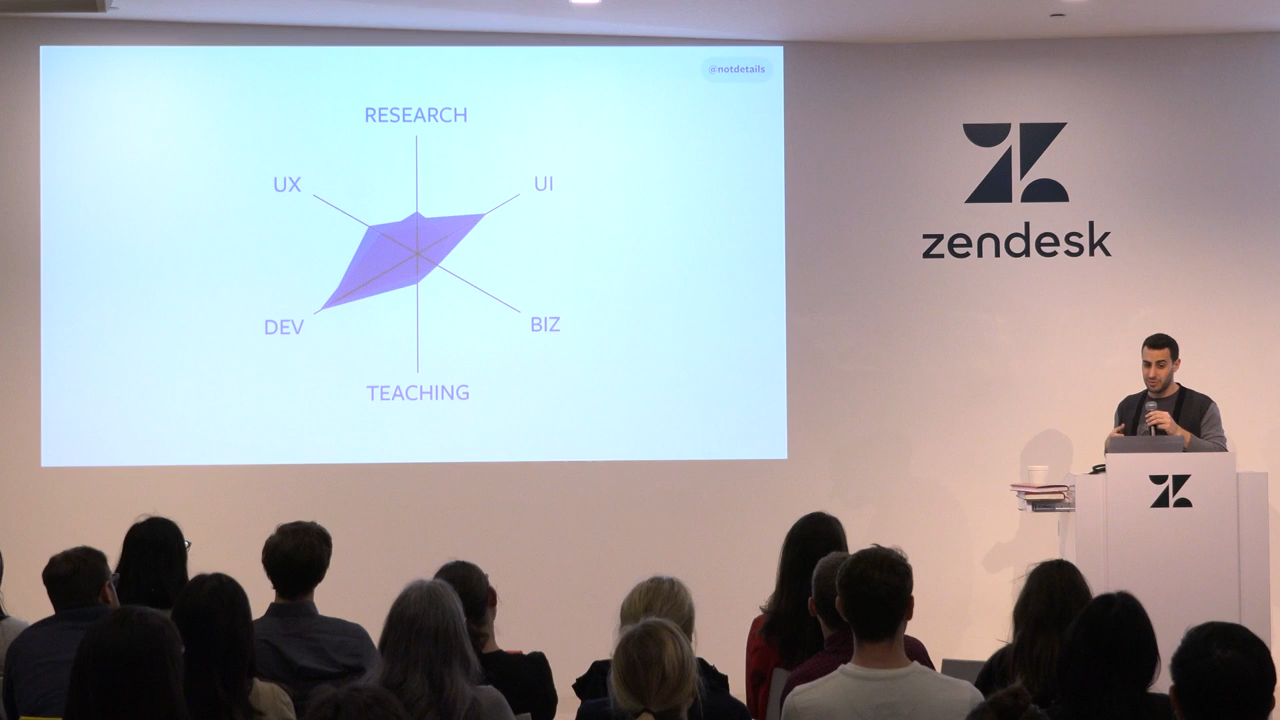 @notdetails
RESEARCH
UX
UI
DEV
BIZ
TEACHING
zendesk